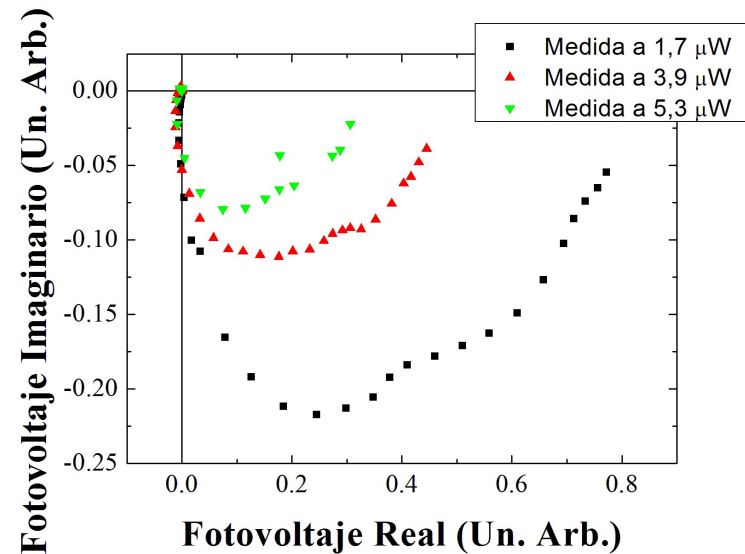 Medida a 1,7 μW
Medida a 3,9 μW
Medida a 5,3 μW
Fotovoltaje Imaginario (Un. Arb.)
0.00
-0.05
-0.10
-0.15
-0.20
-0.25
0.0 0.2 0.4 0.6 0.8
Fotovoltaje Real (Un. Arb.)